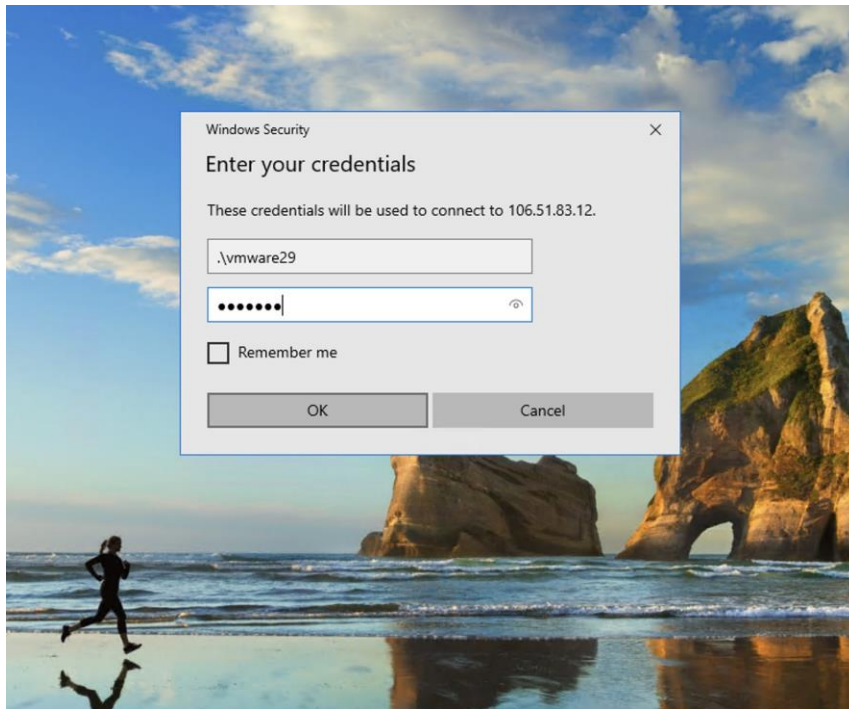 Windows Security
Enter your credentials
These credentials will be used to connect to 106.51.83.12.
.\vmware29
•••••••
Remember me
OK
Cancel